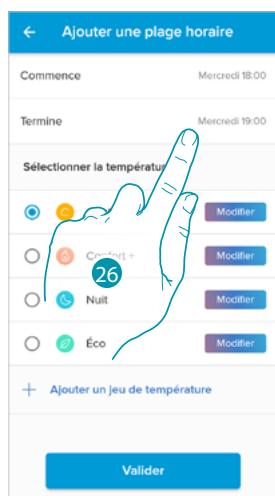 ← Ajouter une plage horaire
Commence Mercredi 18:00
Termine Mercredi 19:00
Sélectionner la températu
Modifier
Confort + Modifier
26
Nuit Modifier
Éco Modifier
+ Ajouter un jeu de température
Valider